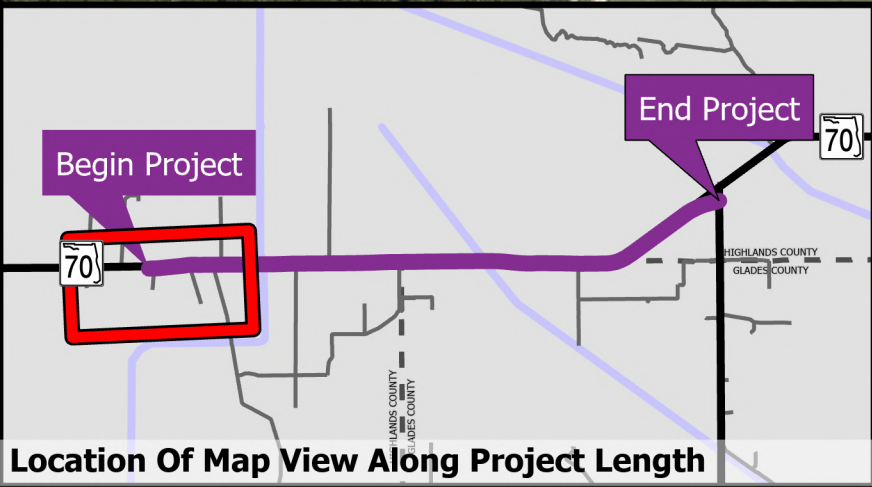 End Project
70
Begin Project
70
HIGHLANDS COUNTY
GLADES COUNTY
HIGHLANDS COUNTY
GLADES COUNTY
Location Of Map View Along Project Length